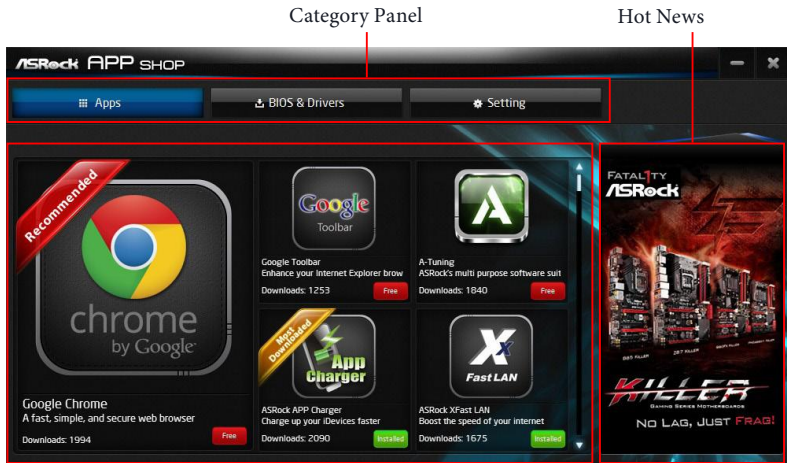 Category Panel
Hot News
ASRock APP SHOP
Apps
BIOS & Drivers
Setting
Recommended
chrome
by Google
Google Chrome
A fast, simple, and secure web browser
Downloads: 1994
Free
Google
Toolbar
Google Toolbar
Enhance your Internet Explorer brow
Downloads: 1253
Free
A-Tuning
ASRock's multi purpose software suit
Downloads: 1840
Free
Most
Downloaded
App
Charger
ASRock APP Charger
Charge up your iDevices faster
Downloads: 2090
Installed
Fast LAN
ASRock XFast LAN
Boost the speed of your internet
Downloads: 1675
Installed
FATAL1TY
ASRock
Z87 KILLER
KILLER
GAMING SERIES MOTHERBOARDS
NO LAG, JUST FRAG!